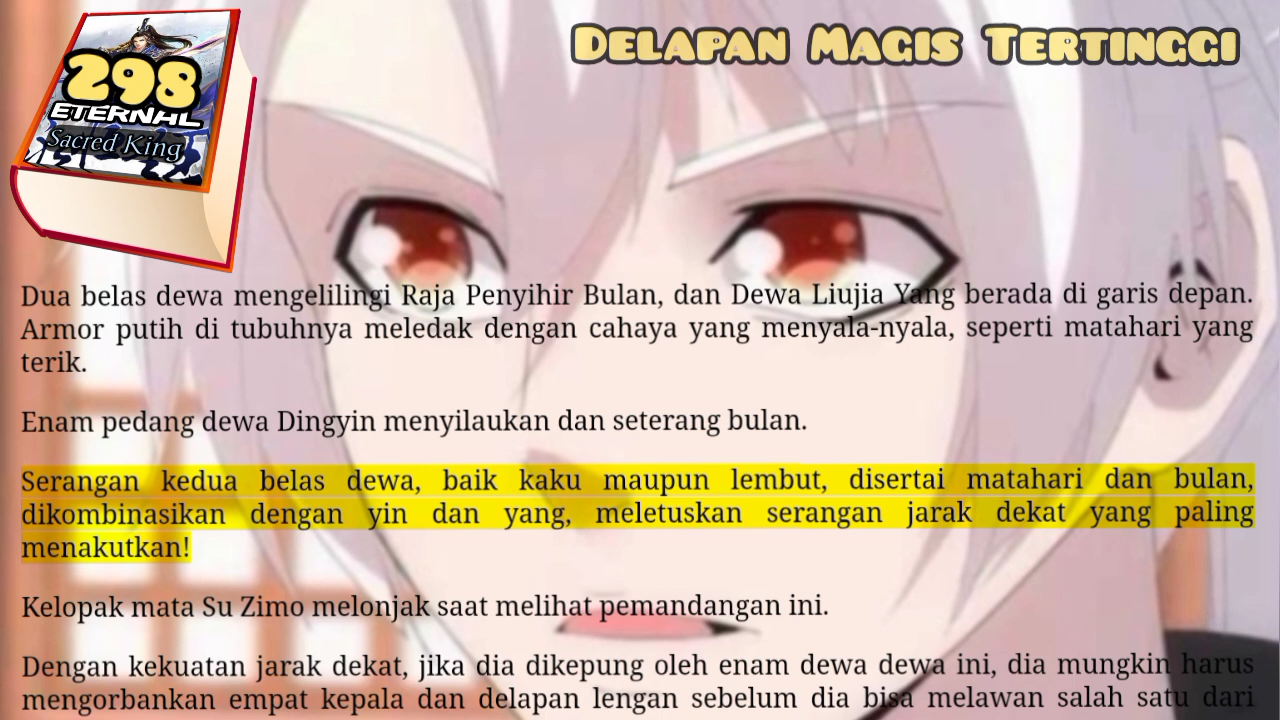 Delapan Magis Tertinggi
298
ETERNAL
Sacred King
Dua belas dewa mengelilingi Raja Penyihir Bulan, dan Dewa Liujia Yang berada di garis depan.
Armor putih di tubuhnya meledak dengan cahaya yang menyala-nyala, seperti matahari yang
terik.
Enam pedang dewa Dingyin menyilaukan dan seterang bulan.
Serangan kedua belas dewa, baik kaku maupun lembut, disertai matahari dan bulan,
dikombinasikan dengan yin dan yang, meletuskan serangan jarak dekat yang paling
menakutkan!
Kelopak mata Su Zimo melonjak saat melihat pemandangan ini.
Dengan kekuatan jarak dekat, jika dia dikepung oleh enam dewa dewa ini, dia mungkin harus
mengorbankan empat kepala dan delapan lengan sebelum dia bisa melawan salah satu dari